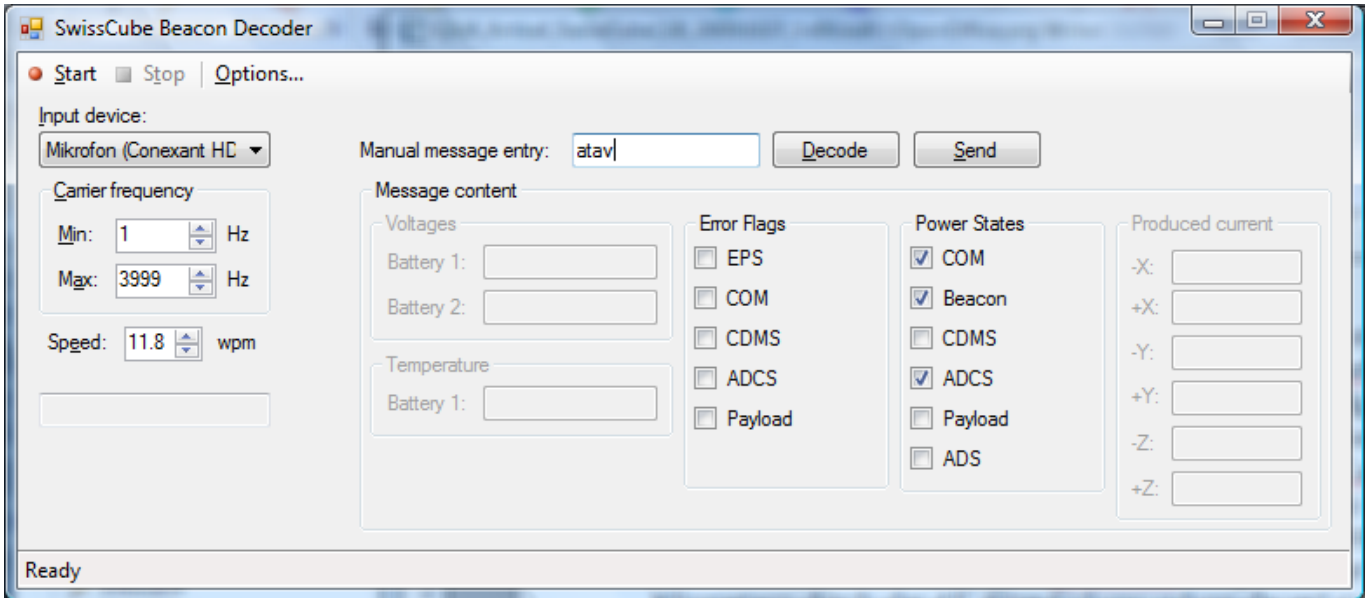 SwissCube Beacon Decoder
Start Stop Options...
Input device:
Mikrofon (Conexant HD
Manual message entry: atav Decode Send
Carrier frequency
Min: 1 Hz
Max: 3999 Hz
Speed: 11.8 wpm
Message content
Voltages
Battery 1:
Battery 2:
Temperature
Battery 1:
Error Flags
EPS
COM
CDMS
ADCS
Payload
Power States
COM
Beacon
CDMS
ADCS
Payload
ADS
Produced current
-X:
+X:
-Y:
+Y:
-Z:
+Z:
Ready